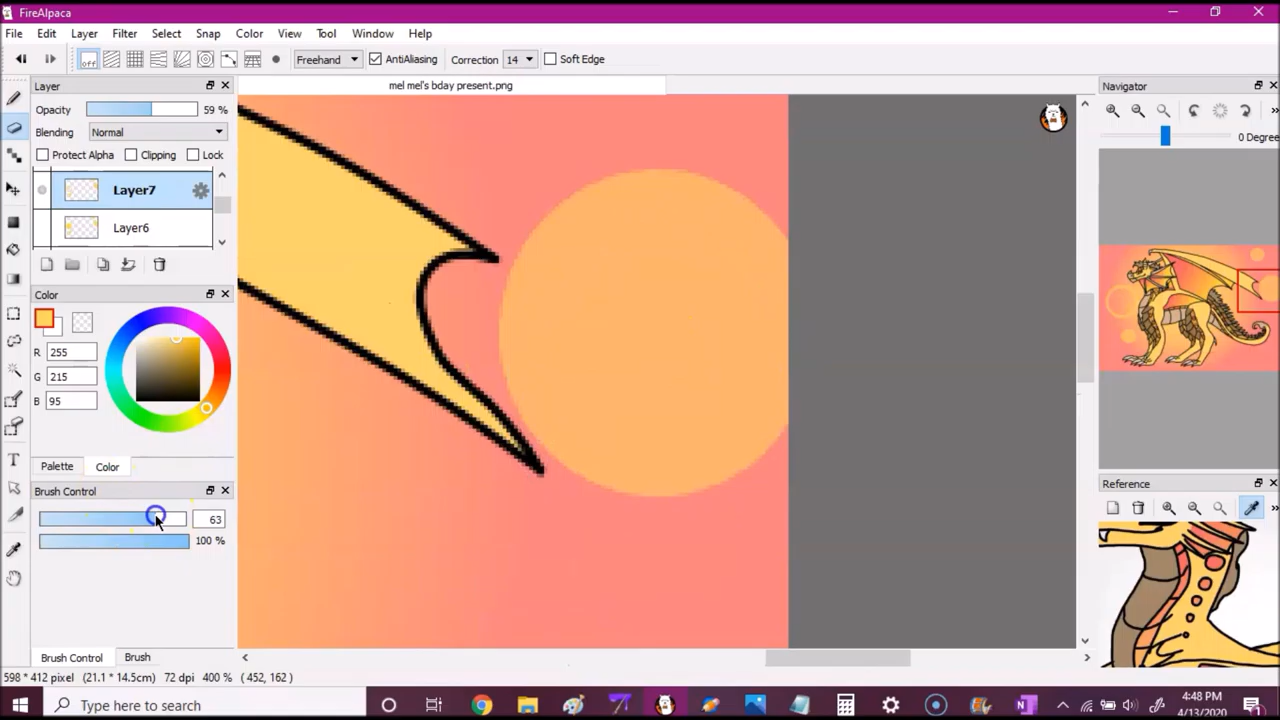 FireAlpaca
File Edit Layer Filter Select Snap Color View Tool Window Help
off Freehand AntiAliasing Correction 14 Soft Edge
Layer mel mel's bday present.png Navigator
Opacity 59 %
Blending Normal
0 Degree
Protect Alpha Clipping Lock
Layer7
Layer6
Color
R 255
G 215
B 95
Palette Color
Brush Control
63
100 %
Reference
Brush Control Brush
598 * 412 pixel (21.1 * 14.5cm) 72 dpi 400 % ( 452, 162 )
Type here to search
4:48 PM
4/13/2020